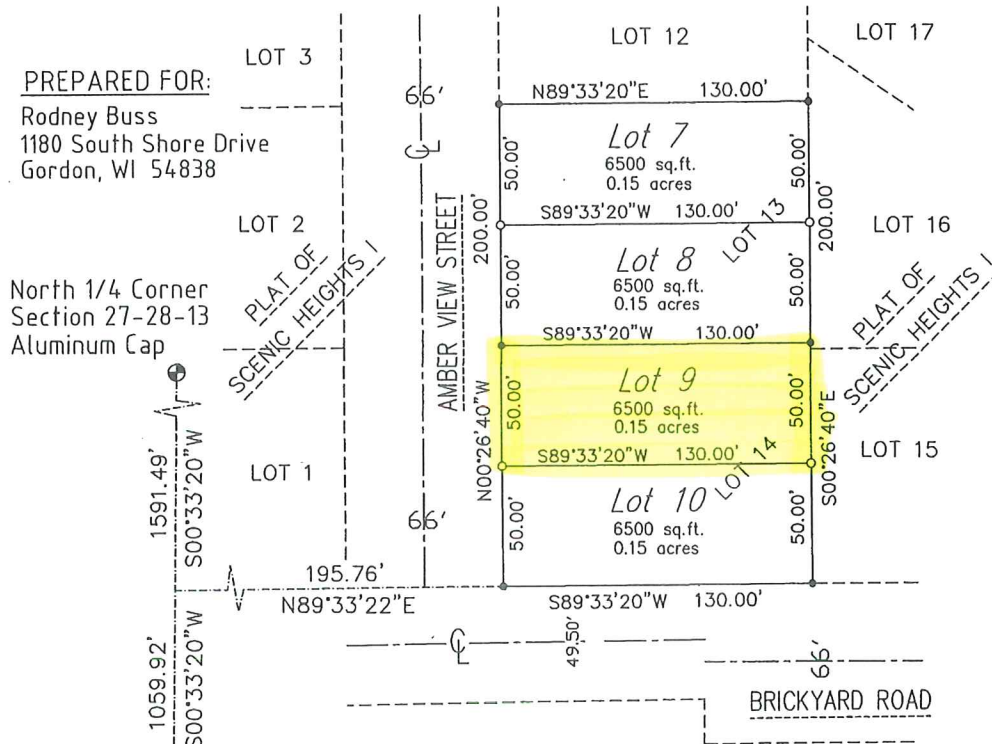 LOT 3
LOT 12
LOT 17
PREPARED FOR:
Rodney Buss
1180 South Shore Drive
Gordon, WI 54838
66'
CL
N89°33'20"E 130.00'
Lot 7
6500 sq.ft.
0.15 acres
50.00'
50.00'
S89°33'20"W 130.00'
LOT 13
200.00'
200.00'
AMBER VIEW STREET
LOT 2
PLAT OF
SCENIC HEIGHTS I
LOT 16
PLAT OF
SCENIC HEIGHTS I
Lot 8
6500 sq.ft.
0.15 acres
50.00'
50.00'
S89°33'20"W 130.00'
North 1/4 Corner
Section 27-28-13
Aluminum Cap
Lot 9
6500 sq.ft.
0.15 acres
50.00'
50.00'
S89°33'20"W 130.00'
LOT 14
N00°26'40"W
S00°26'40"E
LOT 1
LOT 15
1591.49'
S00°33'20"W
66'
Lot 10
6500 sq.ft.
0.15 acres
50.00'
50.00'
195.76'
N89°33'22"E
S89°33'20"W 130.00'
CL
49.50'
66'
1059.92'
S00°33'20"W
BRICKYARD ROAD